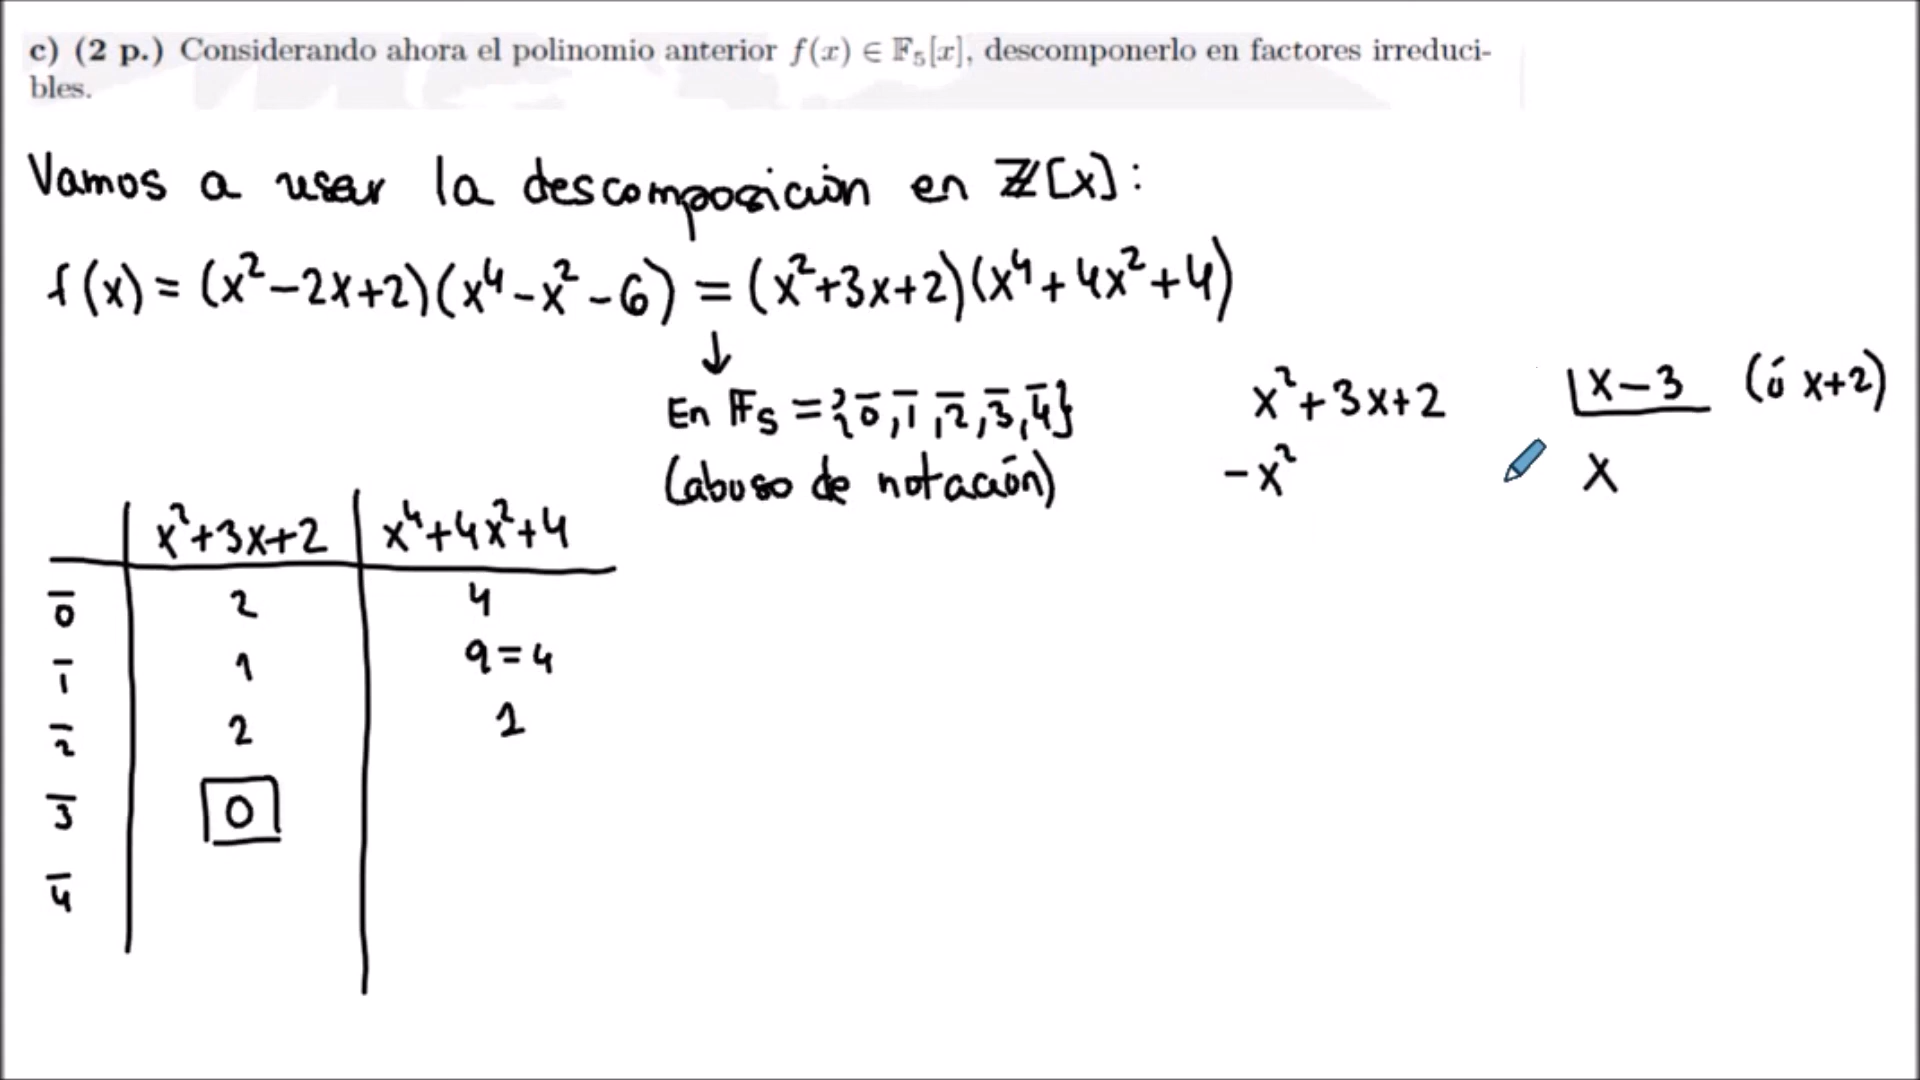 c) (2 p.) Considerando ahora el polinomio anterior f(x) ∈ 𝔽₅[x], descomponerlo en factores irreduci-
bles.
Vamos a usar la descomposición en ℤ[x]:
f(x) = (x²-2x+2)(x⁴-x²-6) = (x²+3x+2)(x⁴+4x²+4)
↓
En 𝔽₅ = {0̅,1̅,2̅,3̅,4̅}
(abuso de notación)
x²+3x+2 |x-3 (ó x+2)
-x² x
x²+3x+2 | x⁴+4x²+4
0̅ 2 4
1̅ 1 9=4
2̅ 2 1
3̅ 0
4̅